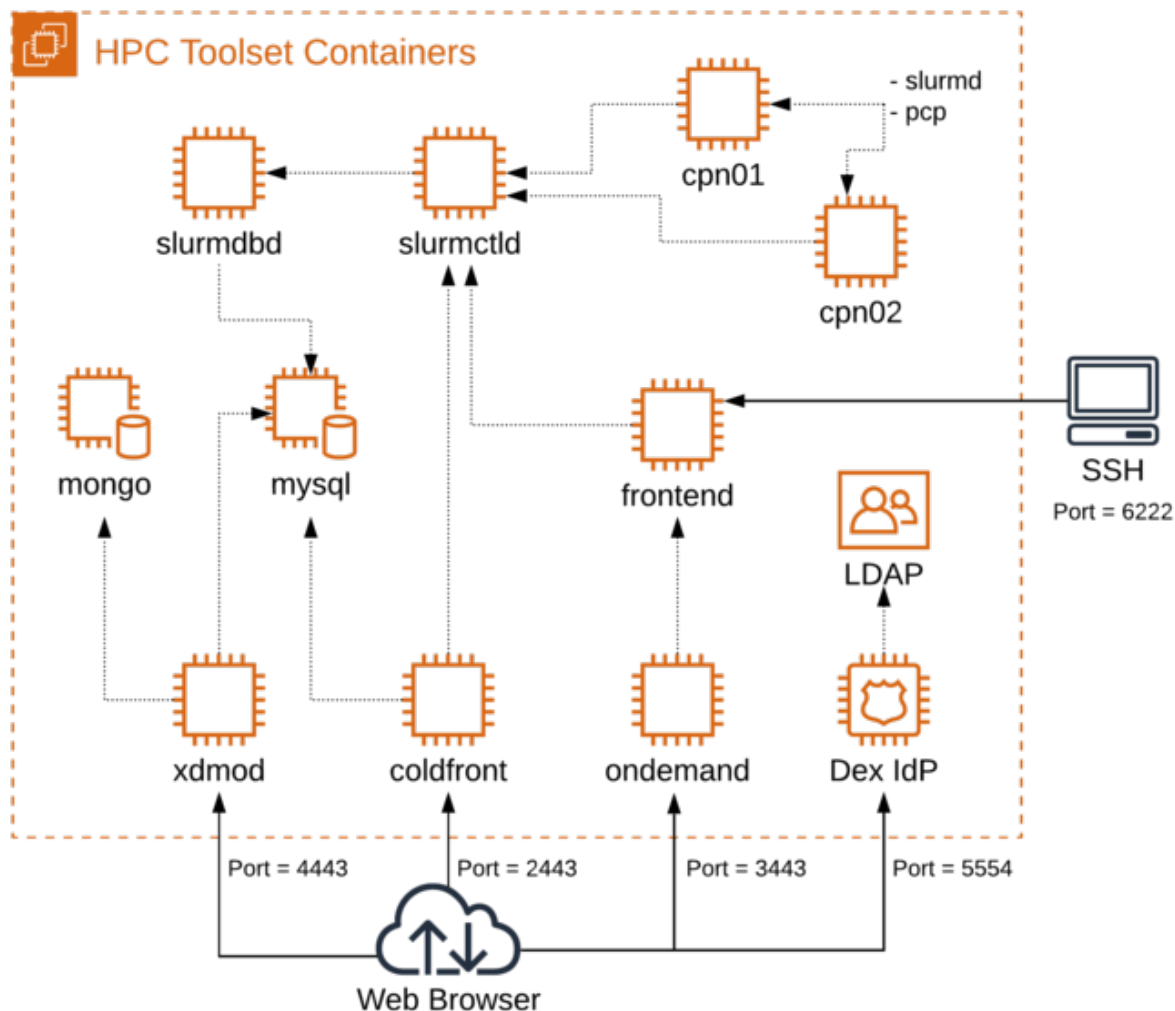 HPC Toolset Containers
- slurmd
- pcp
cpn01
slurmdbd
slurmctld
cpn02
mongo
mysql
frontend
SSH
Port = 6222
LDAP
xdmod
coldfront
ondemand
Dex IdP
Port = 4443
Port = 2443
Port = 3443
Port = 5554
Web Browser